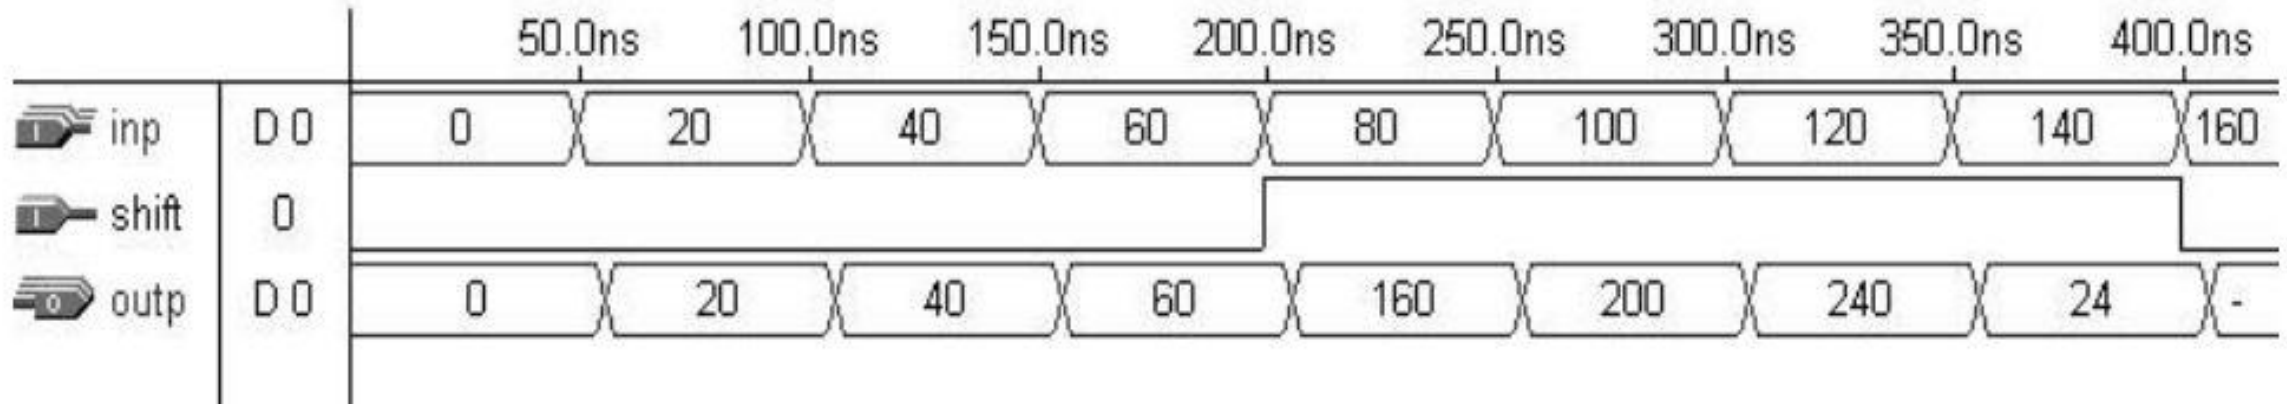 50.0ns 100.0ns 150.0ns 200.0ns 250.0ns 300.0ns 350.0ns 400.0ns
I inp D 0 0 20 40 60 80 100 120 140 160
I shift 0
O outp D 0 0 20 40 60 160 200 240 24 -